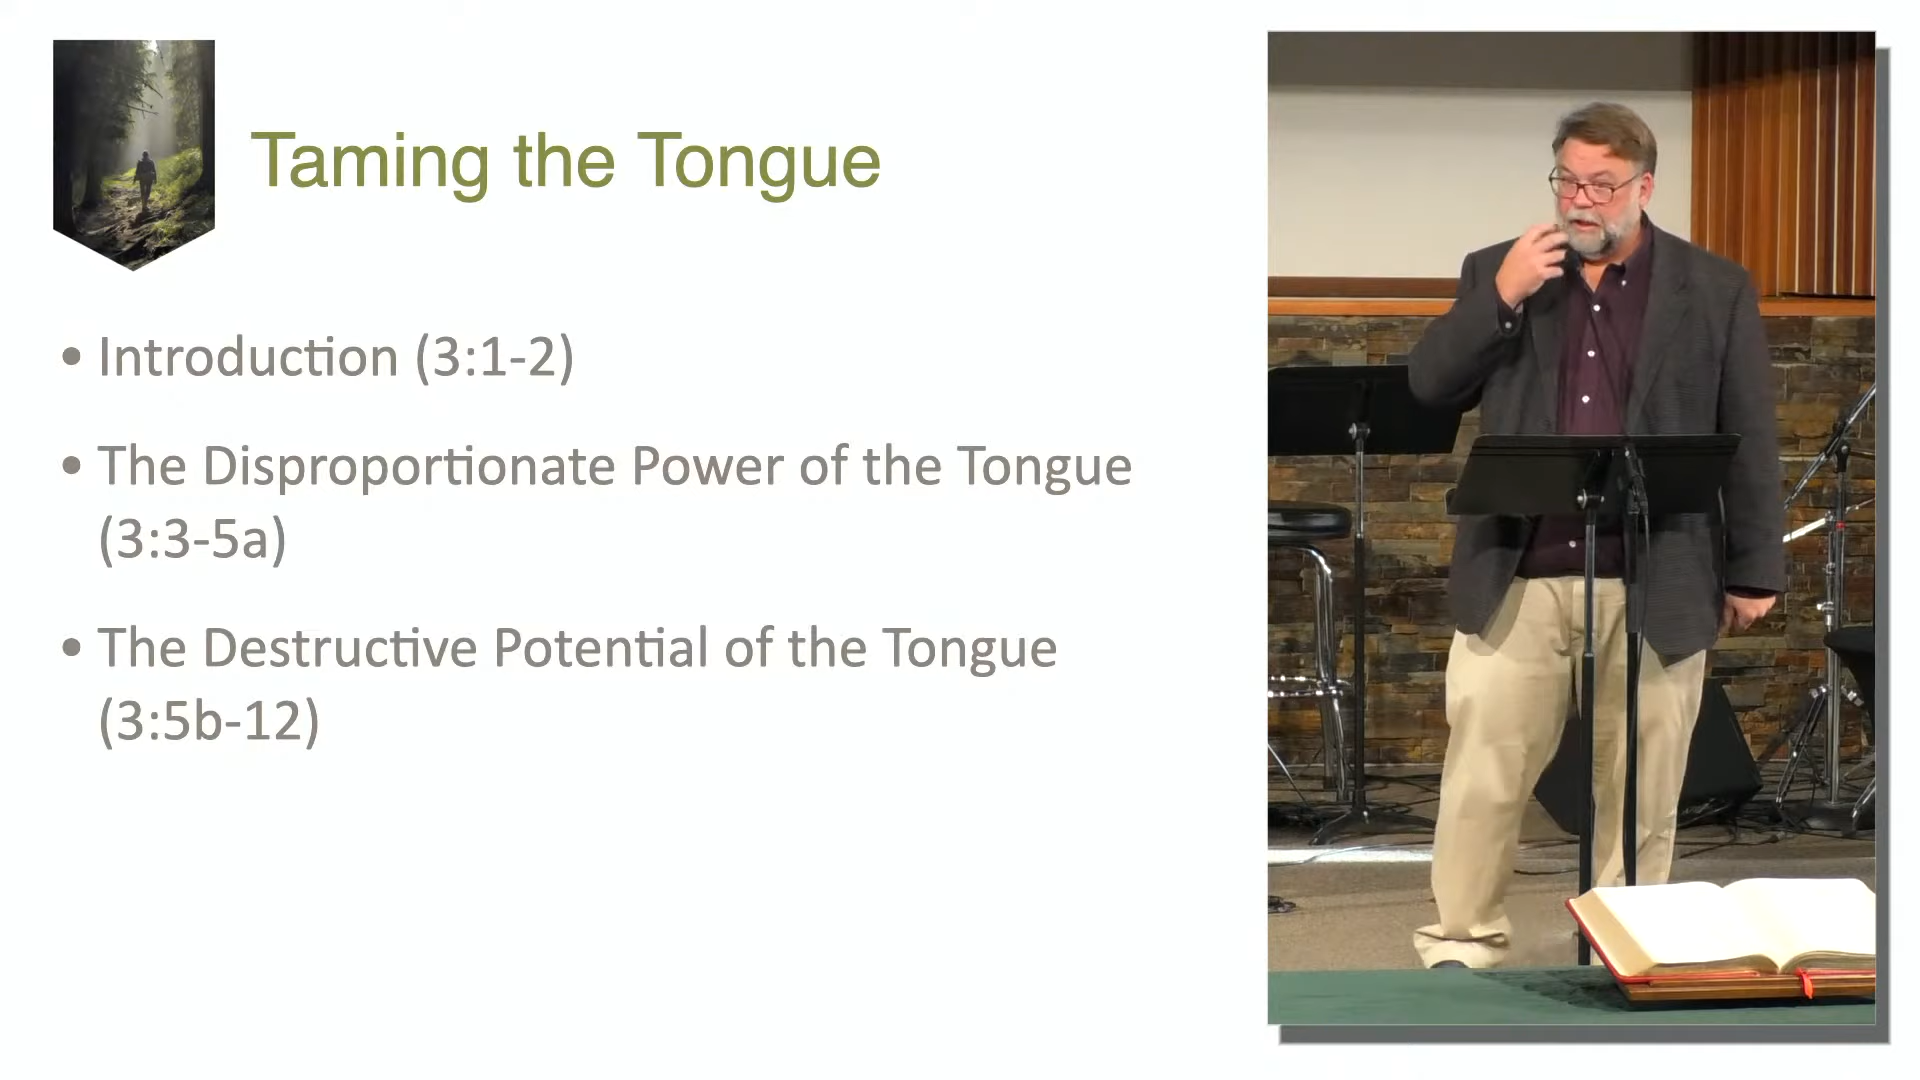 Taming the Tongue
• Introduction (3:1-2)
• The Disproportionate Power of the Tongue
(3:3-5a)
• The Destructive Potential of the Tongue
(3:5b-12)